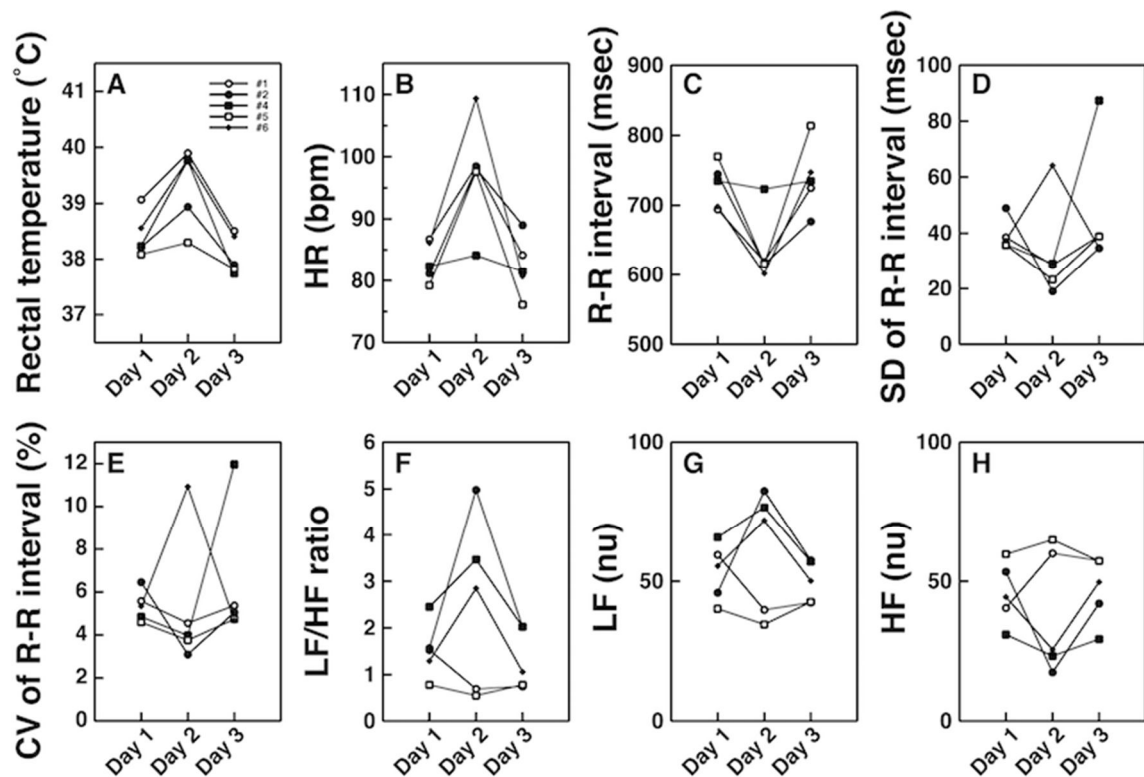 Rectal temperature (°C)
A
41
40
39
38
37
#1
#2
#4
#5
#6
Day 1
Day 2
Day 3
HR (bpm)
B
110
100
90
80
70
Day 1
Day 2
Day 3
R-R interval (msec)
C
900
800
700
600
500
Day 1
Day 2
Day 3
SD of R-R interval (msec)
D
100
80
60
40
20
0
Day 1
Day 2
Day 3
CV of R-R interval (%)
E
12
10
8
6
4
2
0
Day 1
Day 2
Day 3
LF/HF ratio
F
6
5
4
3
2
1
0
Day 1
Day 2
Day 3
LF (nu)
G
100
50
0
Day 1
Day 2
Day 3
HF (nu)
H
100
50
0
Day 1
Day 2
Day 3